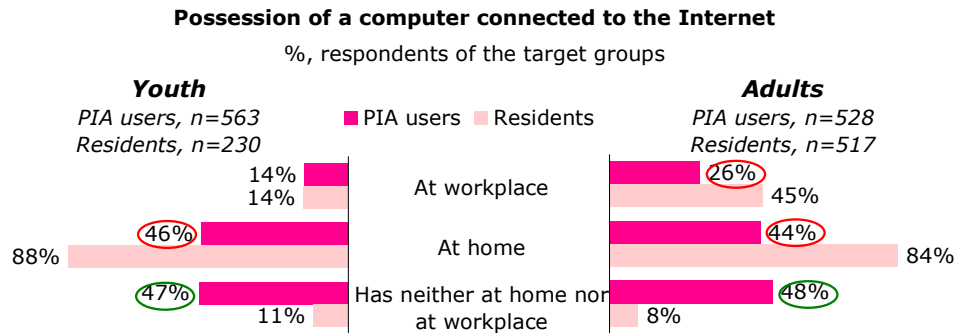 Possession of a computer connected to the Internet
%, respondents of the target groups
Youth
PIA users, n=563
Residents, n=230
PIA users
Residents
Adults
PIA users, n=528
Residents, n=517
14%
14%
At workplace
26%
45%
46%
88%
At home
44%
84%
47%
11%
Has neither at home nor
at workplace
48%
8%